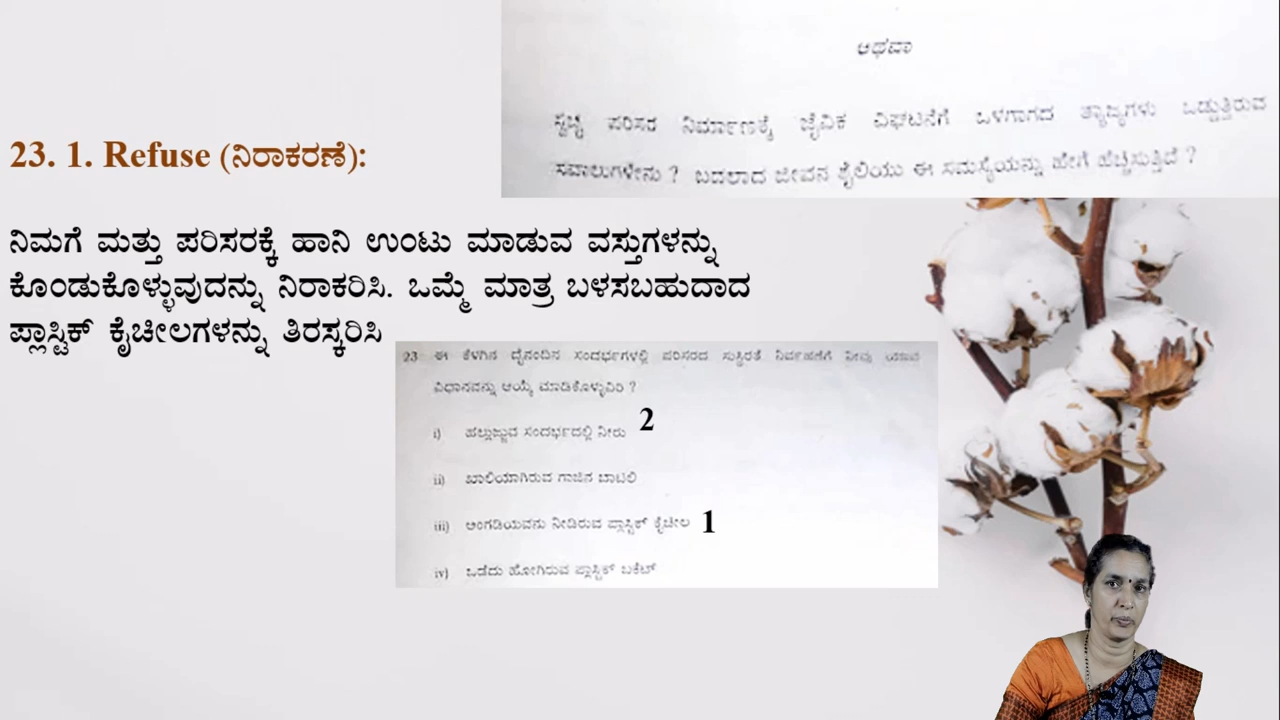 ಅಥವಾ
ಸ್ವಚ್ಛ ಪರಿಸರ ನಿರ್ಮಾಣಕ್ಕೆ ಜೈವಿಕ ವಿಘಟನೆಗೆ ಒಳಗಾಗದ ತ್ಯಾಜ್ಯಗಳು ಒಡ್ಡುತ್ತಿರುವ
ಸವಾಲುಗಳೇನು ? ಬದಲಾದ ಜೀವನ ಶೈಲಿಯು ಈ ಸಮಸ್ಯೆಯನ್ನು ಹೇಗೆ ಹೆಚ್ಚಿಸುತ್ತಿದೆ ?
23. 1. Refuse (ನಿರಾಕರಣೆ):
ನಿಮಗೆ ಮತ್ತು ಪರಿಸರಕ್ಕೆ ಹಾನಿ ಉಂಟು ಮಾಡುವ ವಸ್ತುಗಳನ್ನು
ಕೊಂಡುಕೊಳ್ಳುವುದನ್ನು ನಿರಾಕರಿಸಿ. ಒಮ್ಮೆ ಮಾತ್ರ ಬಳಸಬಹುದಾದ
ಪ್ಲಾಸ್ಟಿಕ್ ಕೈಚೀಲಗಳನ್ನು ತಿರಸ್ಕರಿಸಿ
23 ಈ ಕೆಳಗಿನ ದೈನಂದಿನ ಸಂದರ್ಭಗಳಲ್ಲಿ ಪರಿಸರದ ಸುಸ್ಥಿರತೆ ನಿರ್ವಹಣೆಗೆ ನೀವು ಯಾವ
ವಿಧಾನವನ್ನು ಆಯ್ಕೆ ಮಾಡಿಕೊಳ್ಳುವಿರಿ ?
i) ಹಲ್ಲುಜ್ಜುವ ಸಂದರ್ಭದಲ್ಲಿ ನೀರು 2
ii) ಖಾಲಿಯಾಗಿರುವ ಗಾಜಿನ ಬಾಟಲಿ
iii) ಅಂಗಡಿಯವನು ನೀಡಿರುವ ಪ್ಲಾಸ್ಟಿಕ್ ಕೈಚೀಲ 1
iv) ಒಡೆದು ಹೋಗಿರುವ ಪ್ಲಾಸ್ಟಿಕ್ ಬಕೆಟ್